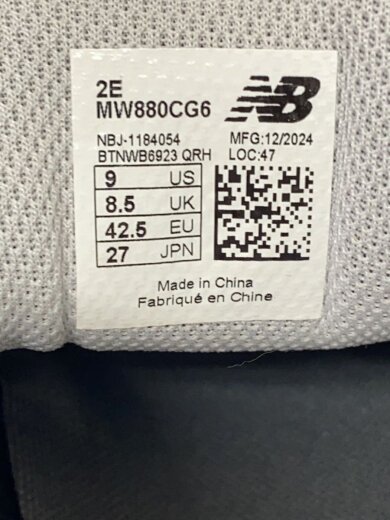 2E
MW880CG6
NB
NBJ-1184054
MFG:12/2024
BTNWB6923 QRH
LOC:47
9 US
8.5 UK
42.5 EU
27 JPN
Made in China
Fabriqué en Chine